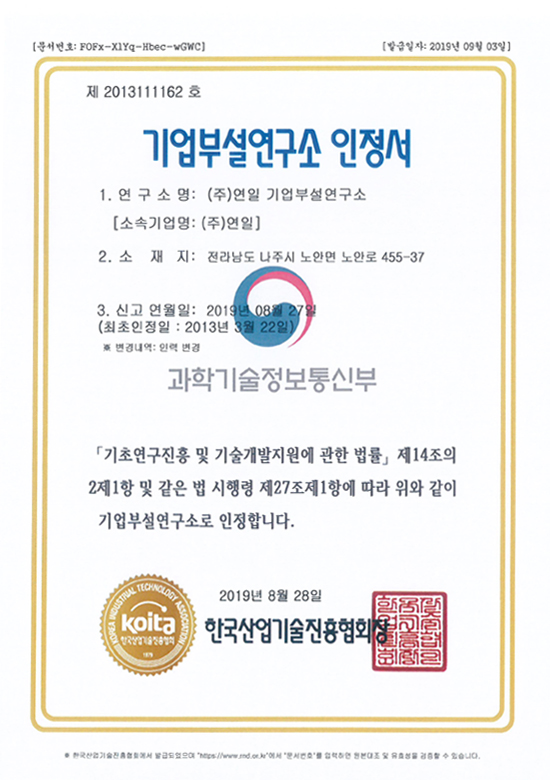 [문서번호: FOFx-XlYq-Hbec-wGWC]
[발급일자: 2019년 09월 03일]
제 2013111162 호
기업부설연구소 인정서
1. 연 구 소 명: (주)연일 기업부설연구소
[소속기업명: (주)연일]
2. 소 재 지: 전라남도 나주시 노안면 노안로 455-37
3. 신고 연월일: 2019년 08월 27일
(최초인정일 : 2013년 3월 22일)
※ 변경내역: 인력 변경
과학기술정보통신부
「기초연구진흥 및 기술개발지원에 관한 법률」 제14조의
2제1항 및 같은 법 시행령 제27조제1항에 따라 위와 같이
기업부설연구소로 인정합니다.
2019년 8월 28일
KOREA INDUSTRIAL TECHNOLOGY ASSOCIATION
koita
한국산업기술진흥협회
1979
한국산업기술진흥협회장
※ 한국산업기술진흥협회에서 발급되었으며 "https://www.rnd.or.kr"에서 "문서번호"를 입력하면 원본대조 및 유효성을 검증할 수 있습니다.